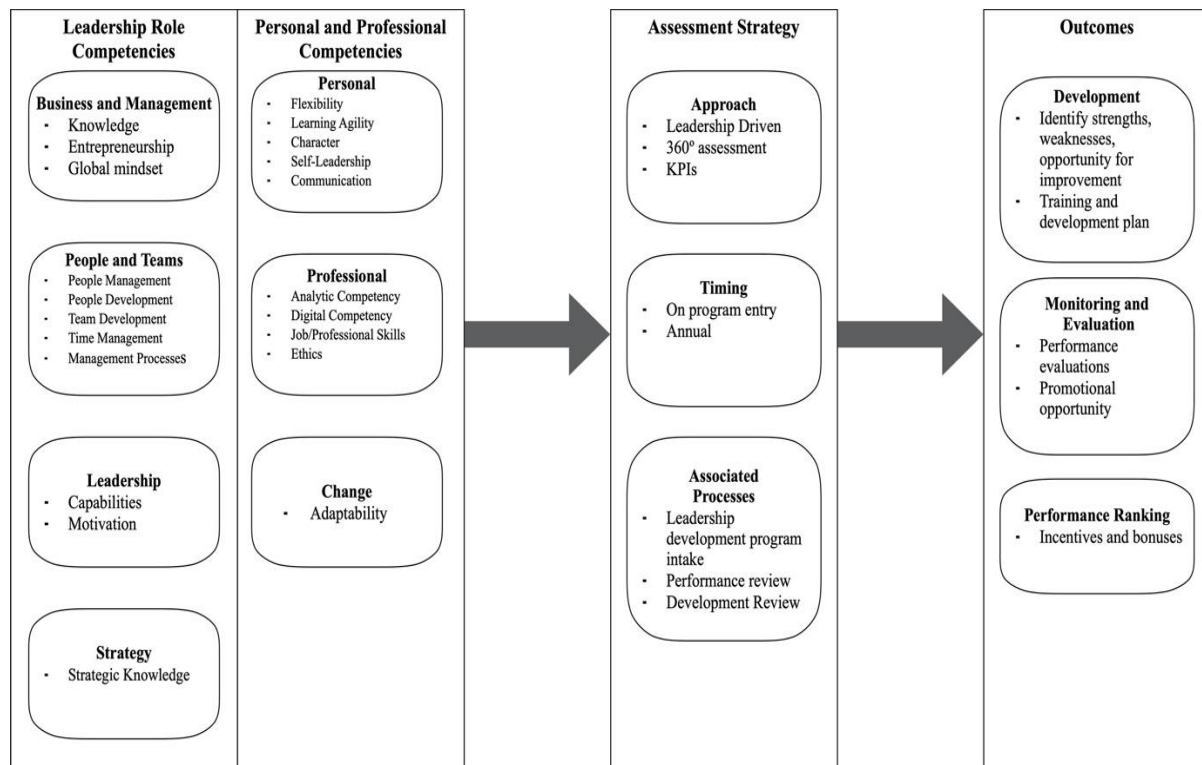 Leadership Role
Competencies
Business and Management
- Knowledge
- Entrepreneurship
- Global mindset
People and Teams
- People Management
- People Development
- Team Development
- Time Management
- Management Processes
Leadership
- Capabilities
- Motivation
Strategy
- Strategic Knowledge
Personal and Professional
Competencies
Personal
- Flexibility
- Learning Agility
- Character
- Self-Leadership
- Communication
Professional
- Analytic Competency
- Digital Competency
- Job/Professional Skills
- Ethics
Change
- Adaptability
Assessment Strategy
Approach
- Leadership Driven
- 360º assessment
- KPIs
Timing
- On program entry
- Annual
Associated
Processes
- Leadership
development program
intake
- Performance review
- Development Review
Outcomes
Development
- Identify strengths,
weaknesses,
opportunity for
improvement
- Training and
development plan
Monitoring and
Evaluation
- Performance
evaluations
- Promotional
opportunity
Performance Ranking
- Incentives and bonuses